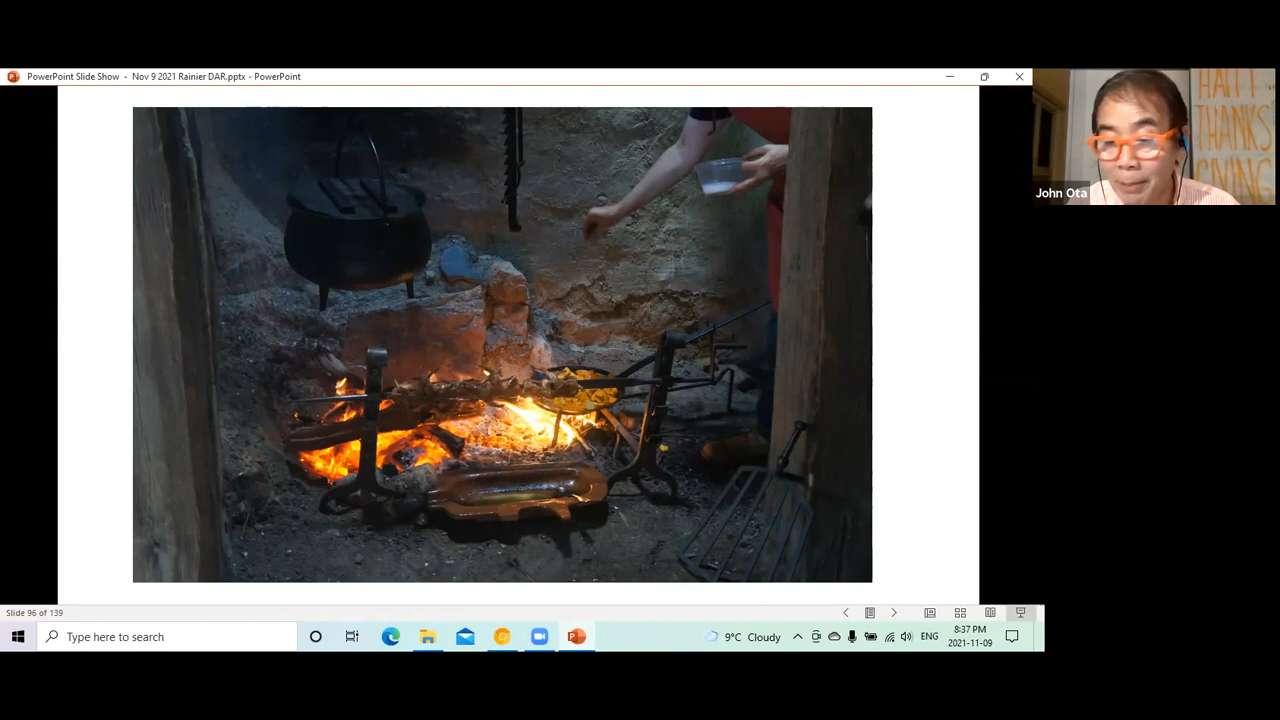 PowerPoint Slide Show - Nov 9 2021 Rainier DAR.pptx - PowerPoint
THANKS
GIVING
John Ota
Slide 96 of 139
Type here to search
9°C Cloudy
ENG
8:37 PM
2021-11-09